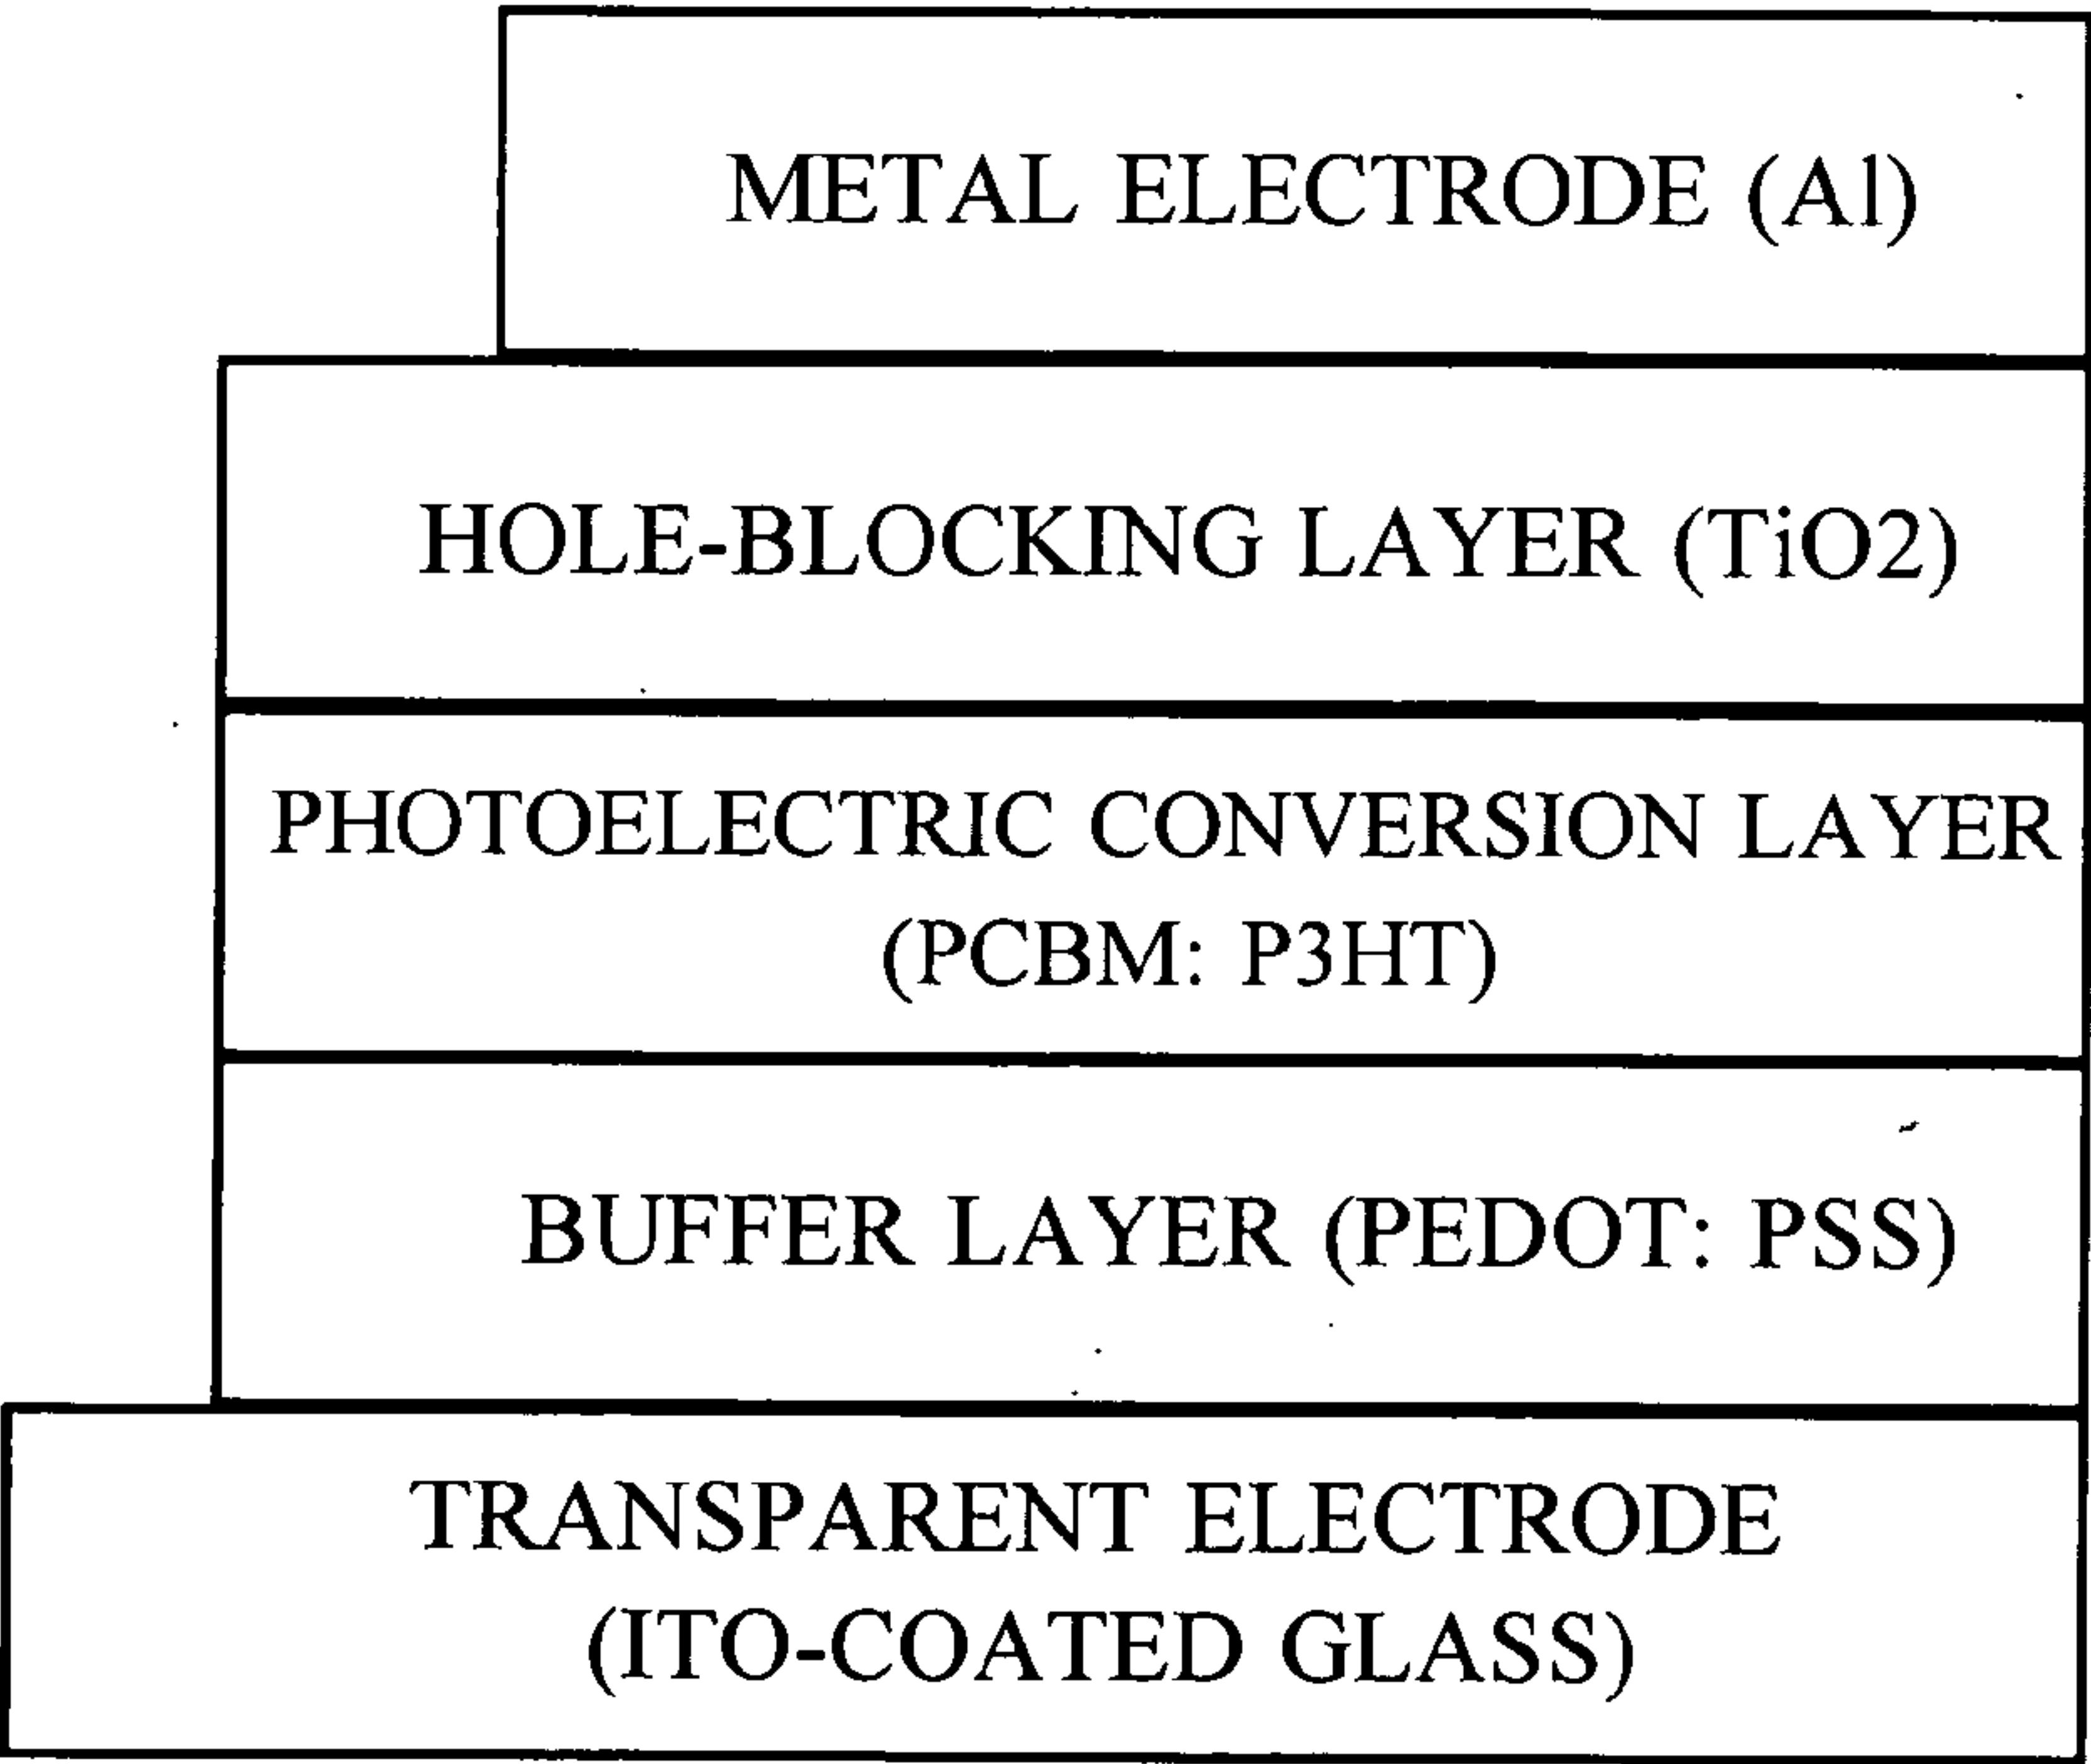 METAL ELECTRODE (Al)
HOLE-BLOCKING LAYER (TiO2)
PHOTOELECTRIC CONVERSION LAYER
(PCBM: P3HT)
BUFFER LAYER (PEDOT: PSS)
TRANSPARENT ELECTRODE
(ITO-COATED GLASS)